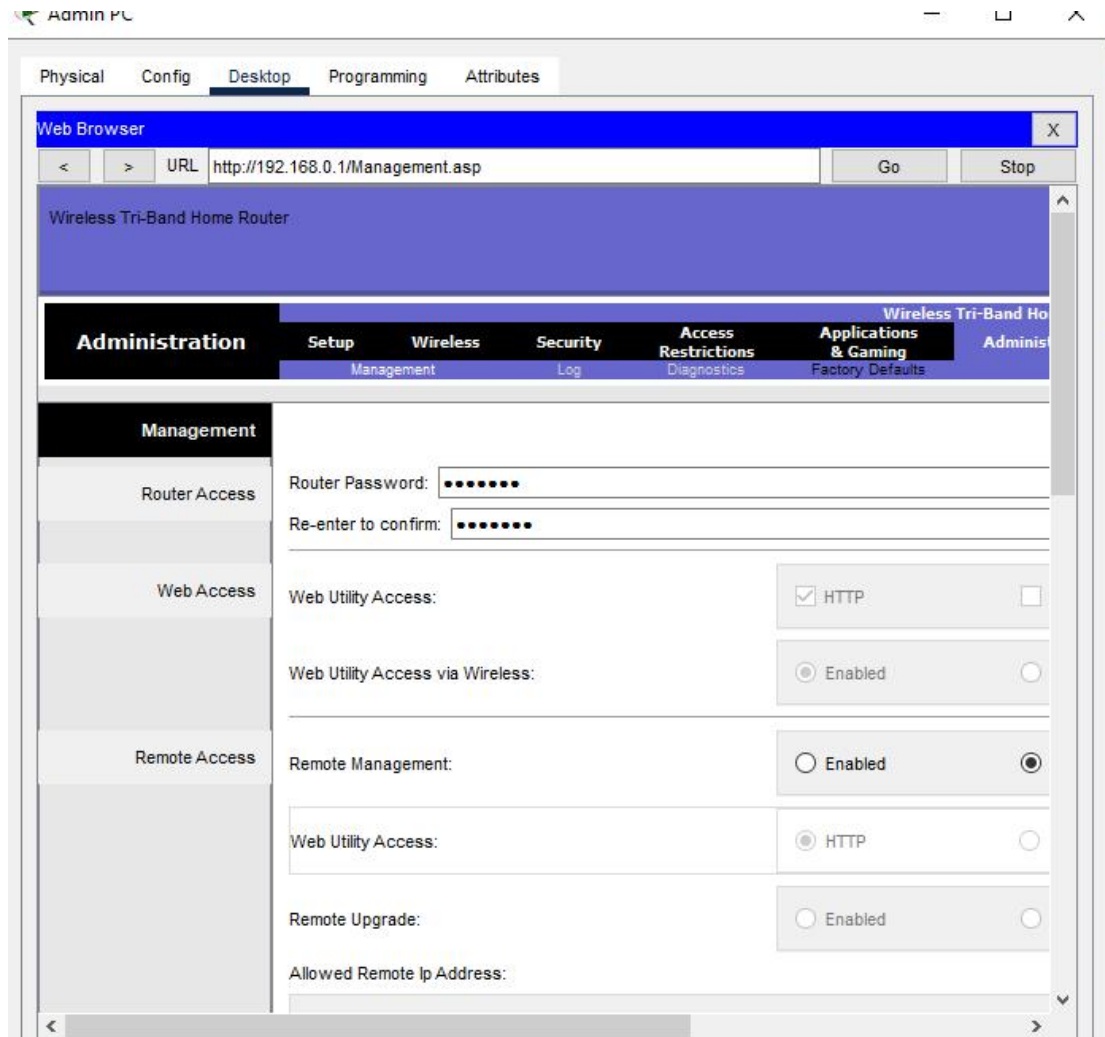 Admin PC
Physical Config Desktop Programming Attributes
Web Browser X
< > URL http://192.168.0.1/Management.asp Go Stop
Wireless Tri-Band Home Router
Wireless Tri-Band Ho
Administration Setup Wireless Security Access Restrictions Applications & Gaming Administ
Management Log Diagnostics Factory Defaults
Management
Router Access Router Password: •••••••
Re-enter to confirm: •••••••
Web Access Web Utility Access: HTTP
Web Utility Access via Wireless: Enabled
Remote Access Remote Management: Enabled
Web Utility Access: HTTP
Remote Upgrade: Enabled
Allowed Remote Ip Address: